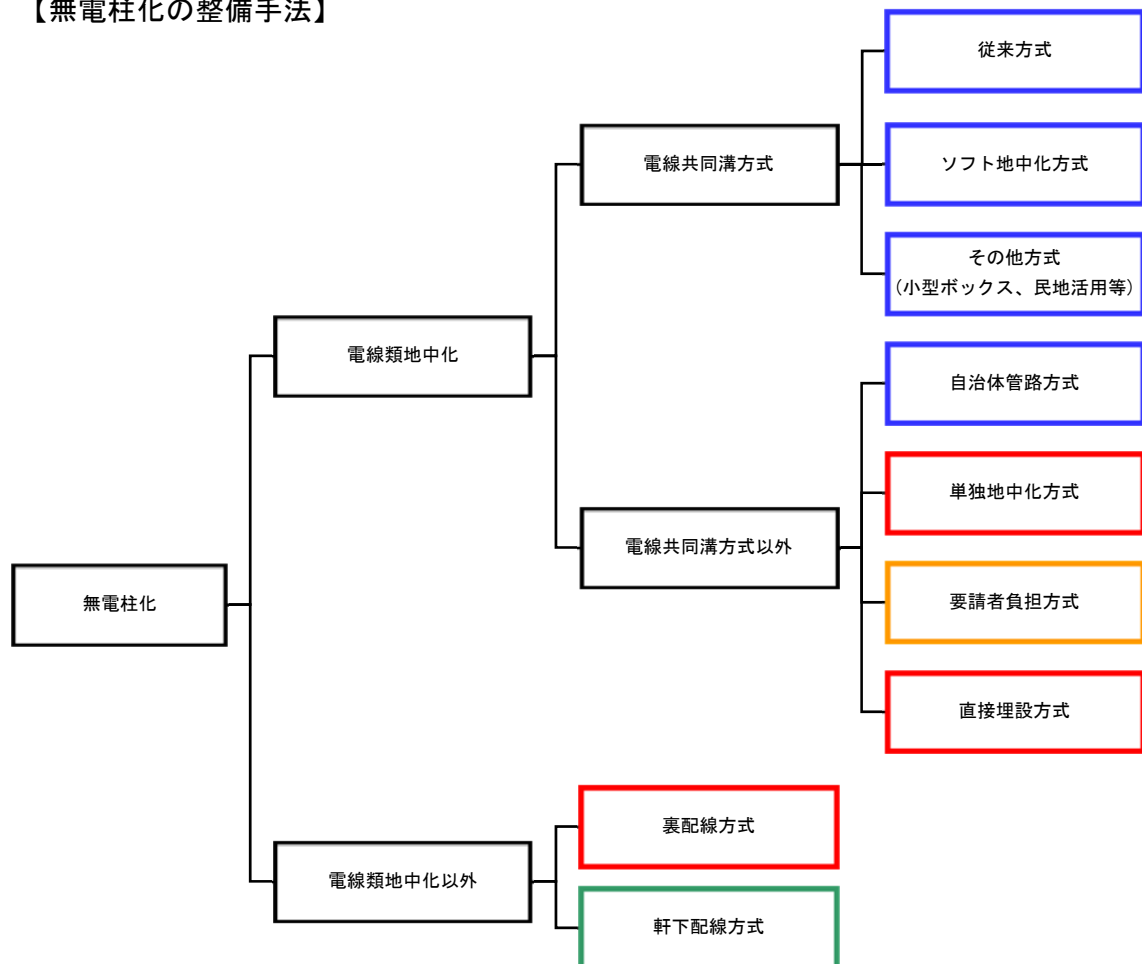 【無電柱化の整備手法】
従来方式
電線共同溝方式
ソフト地中化方式
その他方式
（小型ボックス、民地活用等）
電線類地中化
自治体管路方式
単独地中化方式
電線共同溝方式以外
無電柱化
要請者負担方式
直接埋設方式
裏配線方式
電線類地中化以外
軒下配線方式